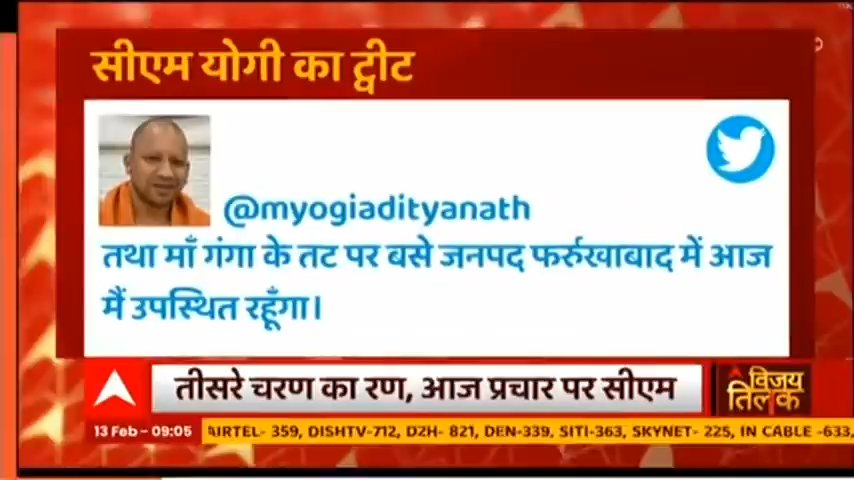 सीएम योगी का ट्वीट
@myogiadityanath
तथा माँ गंगा के तट पर बसे जनपद फर्रुखाबाद में आज
मैं उपस्थित रहूँगा।
तीसरे चरण का रण, आज प्रचार पर सीएम
विजय
तिलक
13 Feb - 09:05
AIRTEL- 359, DISHTV-712, D2H- 821, DEN-339, SITI-363, SKYNET- 225, IN CABLE -633,